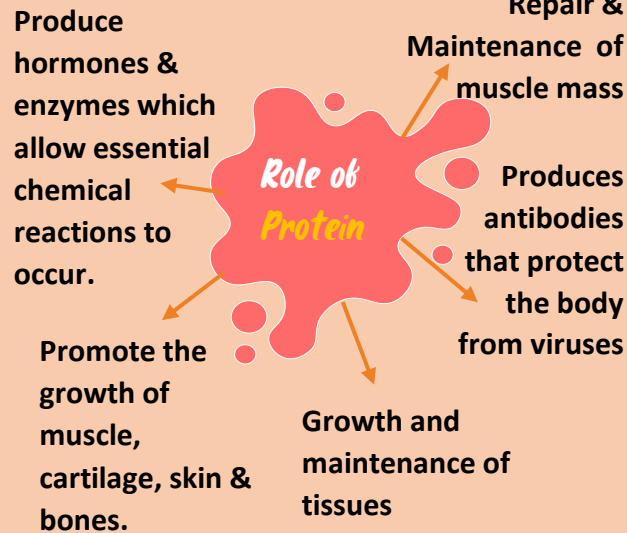 Produce
hormones &
enzymes which
allow essential
chemical
reactions to
occur.
Repair &
Maintenance of
muscle mass
Role of
Protein
Produces
antibodies
that protect
the body
from viruses
Promote the
growth of
muscle,
cartilage, skin &
bones.
Growth and
maintenance of
tissues